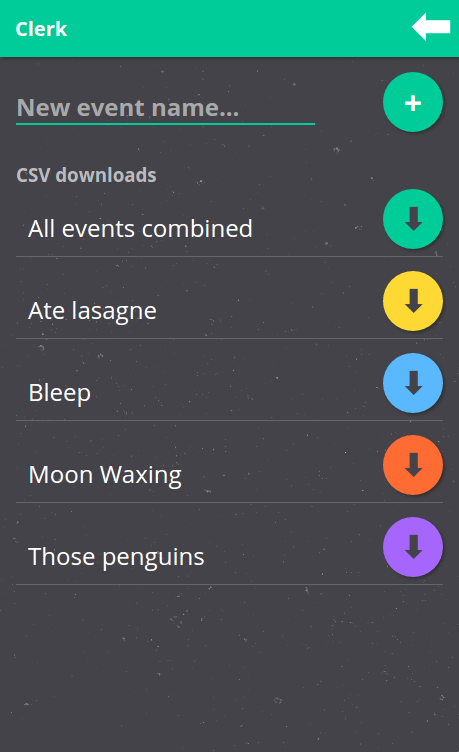 Clerk
New event name...
+
CSV downloads
All events combined
Ate lasagne
Bleep
Moon Waxing
Those penguins